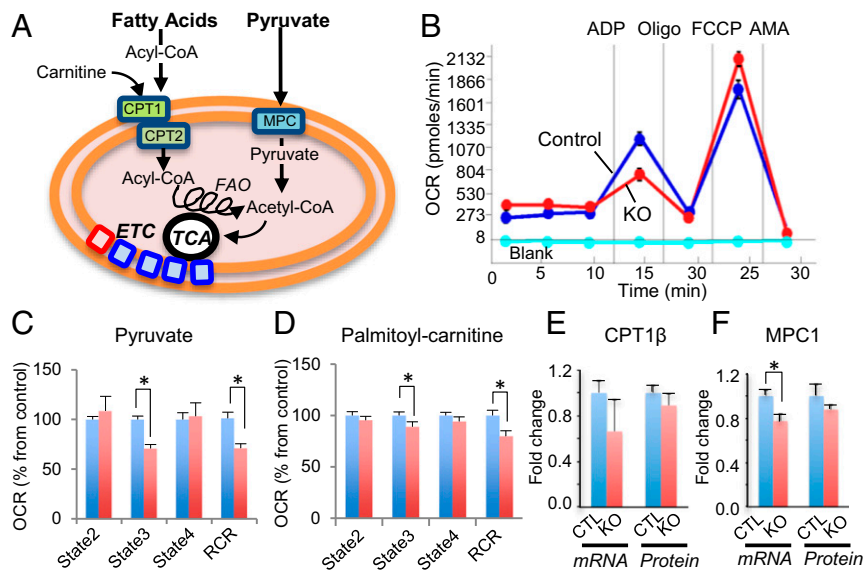 A
Fatty Acids
Pyruvate
Acyl-CoA
Carnitine
CPT1
CPT2
MPC
Pyruvate
Acyl-CoA
FAO
Acetyl-CoA
ETC
TCA
B
ADP Oligo FCCP AMA
OCR (pmoles/min)
2132
1866
1601
1335
1070
804
530
273
8
Control
KO
Blank
0 5 10 15 30 25 30
Time (min)
C
Pyruvate
OCR (% from control)
150
100
50
0
*
*
State2 State3 State4 RCR
D
Palmitoyl-carnitine
OCR (% from control)
150
100
50
0
*
*
State2 State3 State4 RCR
E
CPT1β
Fold change
1.2
0.8
0.4
0.0
CTL KO CTL KO
mRNA Protein
F
MPC1
Fold change
1.2
0.8
0.4
0.0
*
CTL KO CTL KO
mRNA Protein